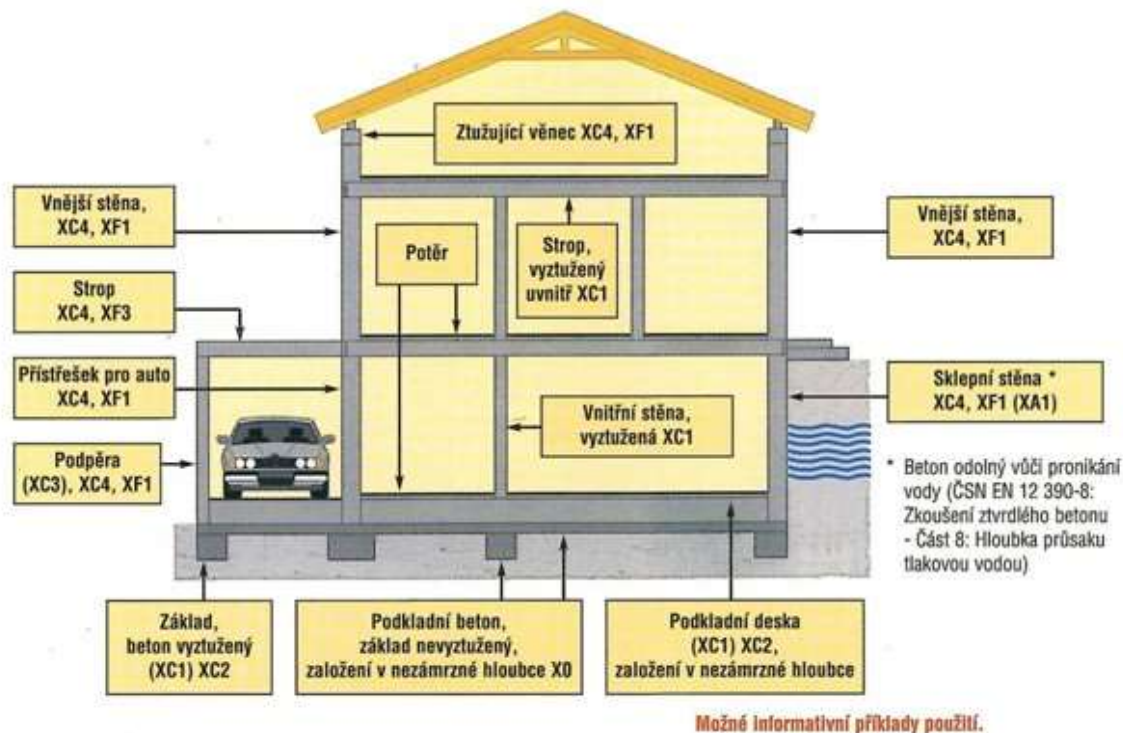 Ztužující věnec XC4, XF1
Vnější stěna,
XC4, XF1
Potěr
Strop,
vyztužený
uvnitř XC1
Vnější stěna,
XC4, XF1
Strop
XC4, XF3
Přístřešek pro auto
XC4, XF1
Vnitřní stěna,
vyztužená XC1
Sklepní stěna *
XC4, XF1 (XA1)
Podpěra
(XC3), XC4, XF1
* Beton odolný vůči pronikání
vody (ČSN EN 12 390-8:
Zkoušení ztvrdlého betonu
- Část 8: Hloubka průsaku
tlakovou vodou)
Základ,
beton vyztužený
(XC1) XC2
Podkladní beton,
základ nevyztužený,
založení v nezámrzné hloubce X0
Podkladní deska
(XC1) XC2,
založení v nezámrzné hloubce
Možné informativní příklady použití.